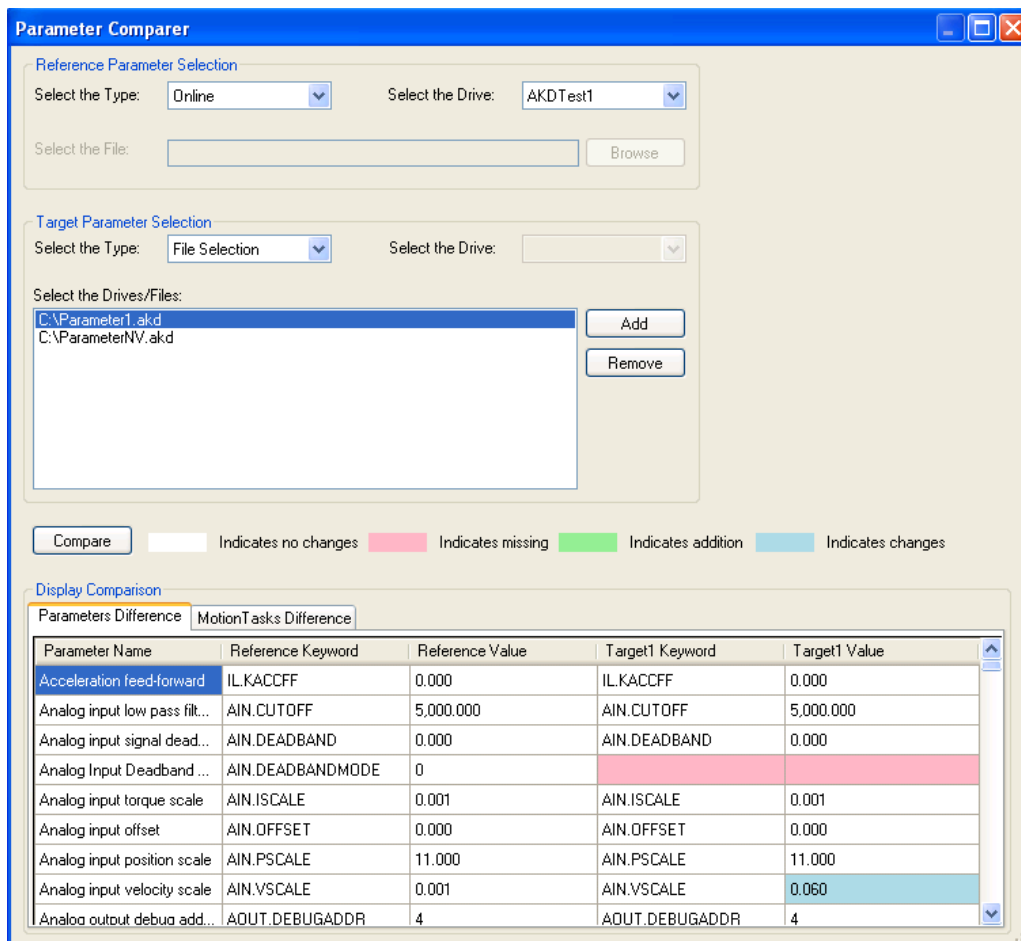 Parameter Comparer
Reference Parameter Selection
Select the Type: Online Select the Drive: AKDTest1
Select the File: Browse
Target Parameter Selection
Select the Type: File Selection Select the Drive:
Select the Drives/Files:
C:\Parameter1.akd
C:\ParameterNV.akd
Add
Remove
Compare Indicates no changes Indicates missing Indicates addition Indicates changes
Display Comparison
Parameters Difference MotionTasks Difference
Parameter Name Reference Keyword Reference Value Target1 Keyword Target1 Value
Acceleration feed-forward IL.KACCFF 0.000 IL.KACCFF 0.000
Analog input low pass filt... AIN.CUTOFF 5,000.000 AIN.CUTOFF 5,000.000
Analog input signal dead... AIN.DEADBAND 0.000 AIN.DEADBAND 0.000
Analog Input Deadband ... AIN.DEADBANDMODE 0
Analog input torque scale AIN.ISCALE 0.001 AIN.ISCALE 0.001
Analog input offset AIN.OFFSET 0.000 AIN.OFFSET 0.000
Analog input position scale AIN.PSCALE 11.000 AIN.PSCALE 11.000
Analog input velocity scale AIN.VSCALE 0.001 AIN.VSCALE 0.060
Analog output debug add... AOUT.DEBUGADDR 4 AOUT.DEBUGADDR 4